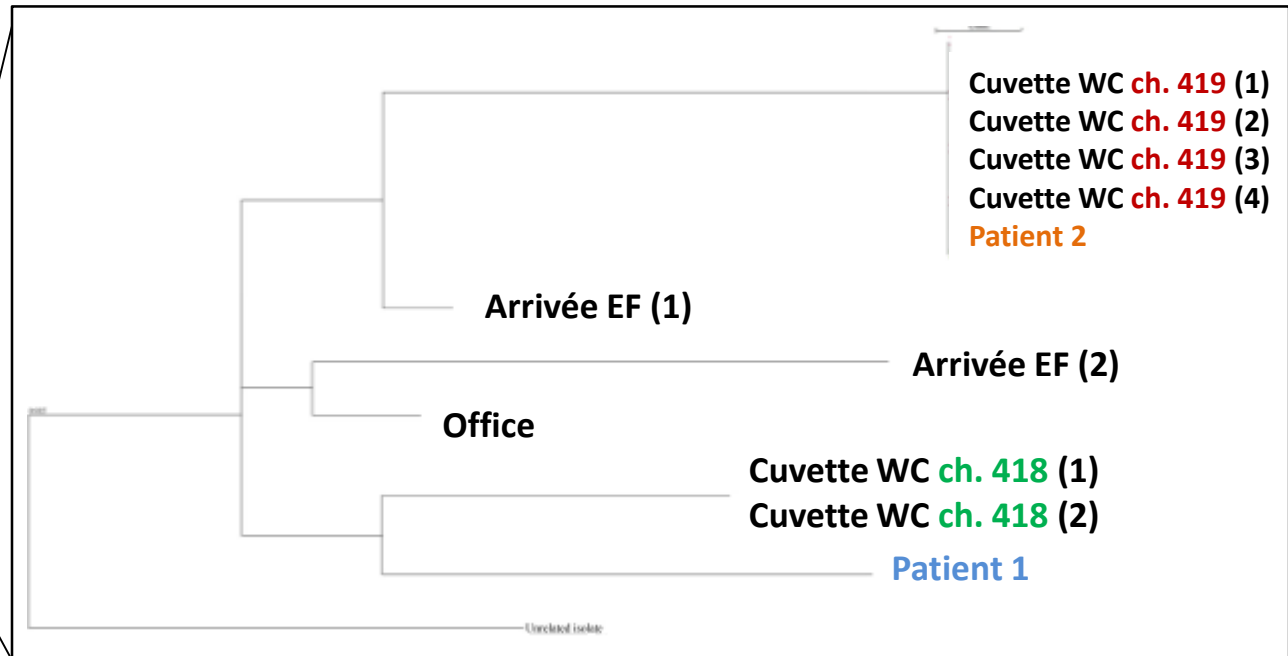 Cuvette WC ch. 419 (1)
Cuvette WC ch. 419 (2)
Cuvette WC ch. 419 (3)
Cuvette WC ch. 419 (4)
Patient 2
Arrivée EF (1)
Arrivée EF (2)
Office
Cuvette WC ch. 418 (1)
Cuvette WC ch. 418 (2)
Patient 1
Unrelated isolate